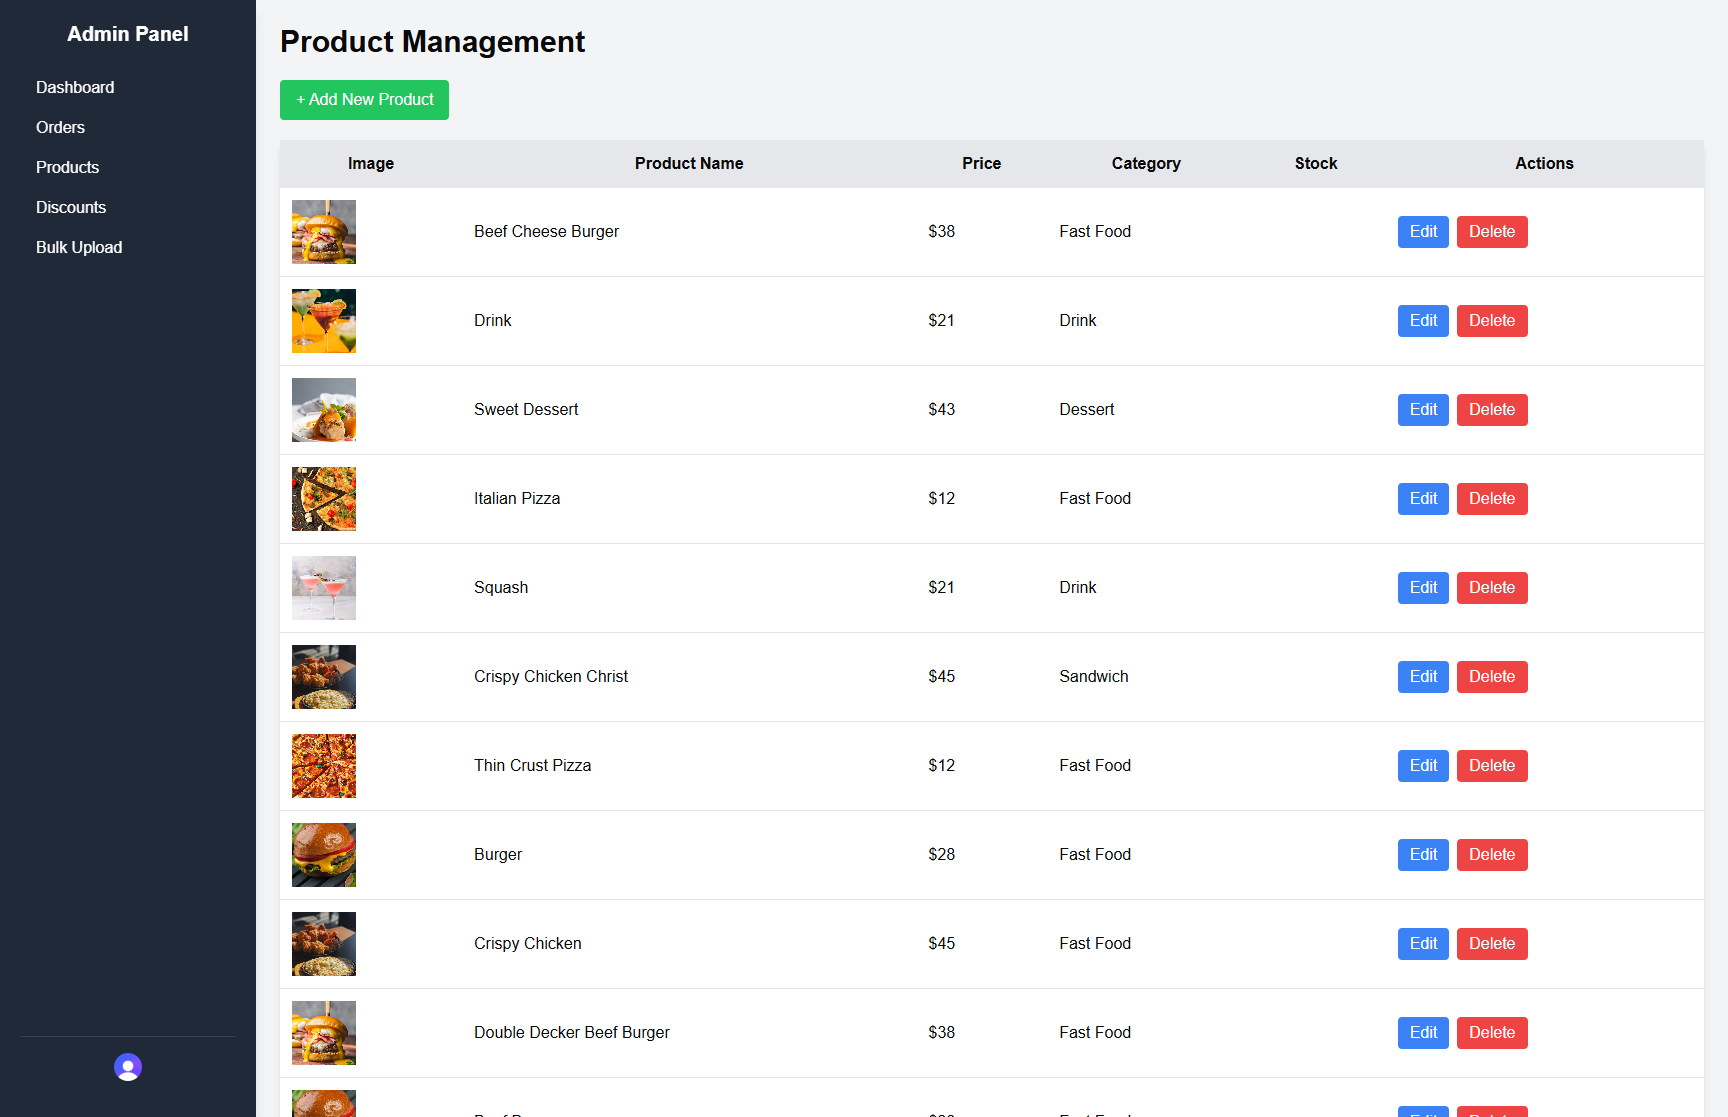 Admin Panel
Dashboard
Orders
Products
Discounts
Bulk Upload
Product Management
+ Add New Product
Image Product Name Price Category Stock Actions
Beef Cheese Burger $38 Fast Food Edit Delete
Drink $21 Drink Edit Delete
Sweet Dessert $43 Dessert Edit Delete
Italian Pizza $12 Fast Food Edit Delete
Squash $21 Drink Edit Delete
Crispy Chicken Christ $45 Sandwich Edit Delete
Thin Crust Pizza $12 Fast Food Edit Delete
Burger $28 Fast Food Edit Delete
Crispy Chicken $45 Fast Food Edit Delete
Double Decker Beef Burger $38 Fast Food Edit Delete